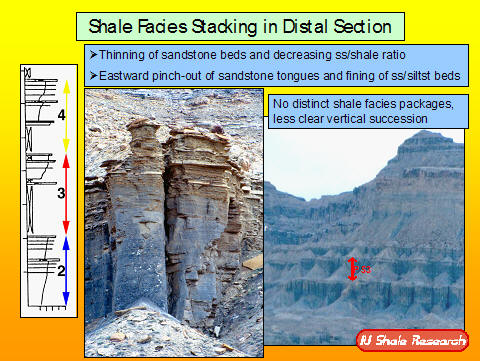 Shale Facies Stacking in Distal Section
➢Thinning of sandstone beds and decreasing ss/shale ratio
➢Eastward pinch-out of sandstone tongues and fining of ss/siltst beds
No distinct shale facies packages,
less clear vertical succession
4
3
2
IU Shale Research